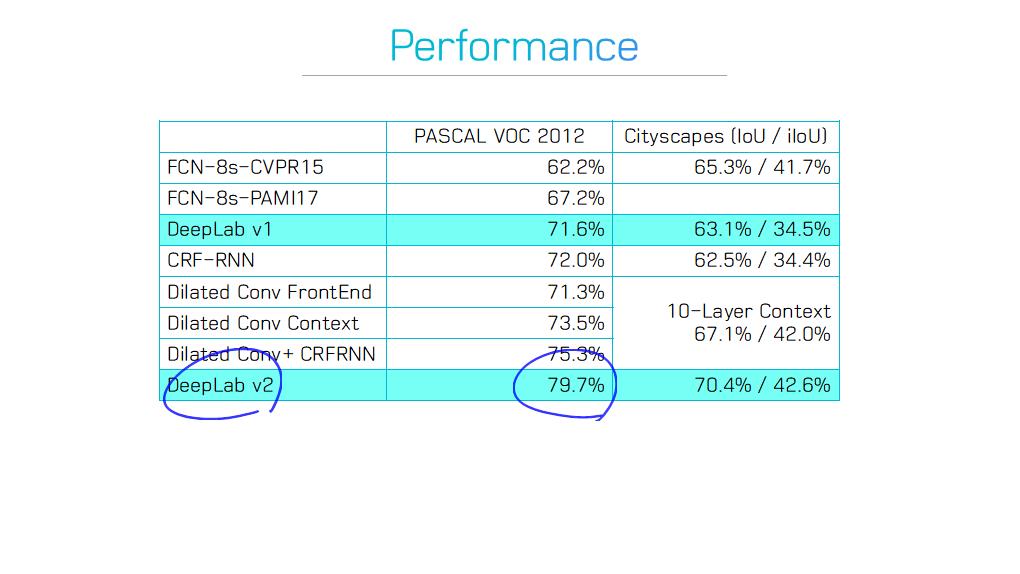 Performance
PASCAL VOC 2012 Cityscapes (IoU / iIoU)
FCN-8s-CVPR15 62.2% 65.3% / 41.7%
FCN-8s-PAMI17 67.2%
DeepLab v1 71.6% 63.1% / 34.5%
CRF-RNN 72.0% 62.5% / 34.4%
Dilated Conv FrontEnd 71.3%
10-Layer Context
Dilated Conv Context 73.5%
67.1% / 42.0%
Dilated Conv+ CRFRNN 75.3%
DeepLab v2 79.7% 70.4% / 42.6%